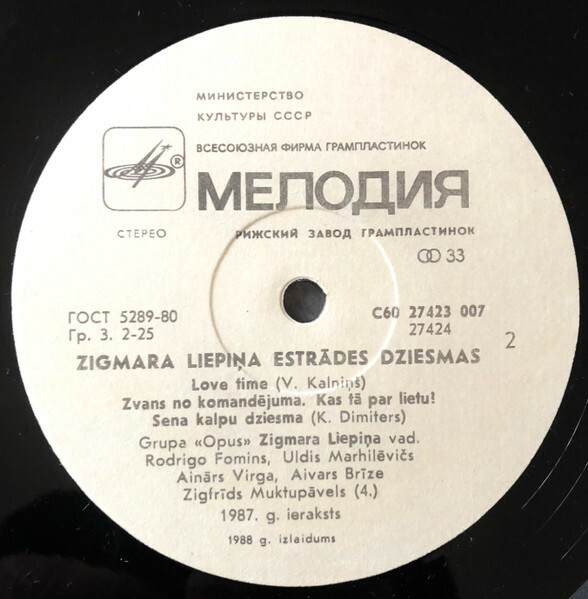 МИНИСТЕРСТВО
КУЛЬТУРЫ СССР
ВСЕСОЮЗНАЯ ФИРМА ГРАМПЛАСТИНОК
®
МЕЛОДИЯ
СТЕРЕО РИЖСКИЙ ЗАВОД ГРАМПЛАСТИНОК
33
ГОСТ 5289-80 С60 27423 007
Гр. 3. 2-25 27424 2
ZIGMARA LIEPIŅA ESTRĀDES DZIESMAS
Love time (V. Kalniņš)
Zvans no komandējuma. Kas tā par lietu!
Sena kalpu dziesma (K. Dimiters)
Grupa «Opus» Zigmara Liepiņa vad.
Rodrigo Fomins, Uldis Marhilēvičs
Ainārs Virga, Aivars Brīze
Zigfrīds Muktupāvels (4.)
1987. g. ieraksts
1988 g. izlaidums